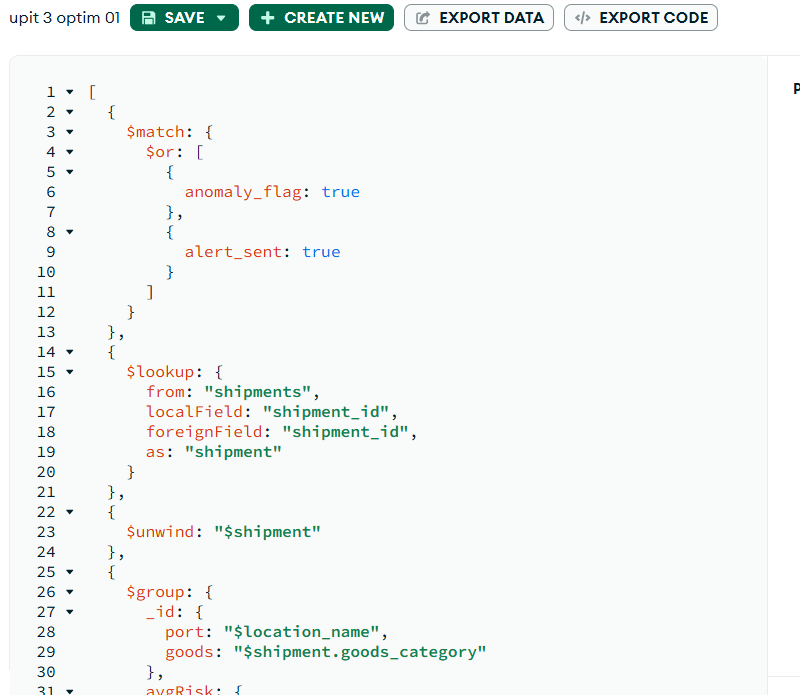 upit 3 optim 01 SAVE CREATE NEW EXPORT DATA </> EXPORT CODE
1 [
2 {
3 $match: {
4 $or: [
5 {
6 anomaly_flag: true
7 },
8 {
9 alert_sent: true
10 }
11 ]
12 }
13 },
14 {
15 $lookup: {
16 from: "shipments",
17 localField: "shipment_id",
18 foreignField: "shipment_id",
19 as: "shipment"
20 }
21 },
22 {
23 $unwind: "$shipment"
24 },
25 {
26 $group: {
27 _id: {
28 port: "$location_name",
29 goods: "$shipment.goods_category"
30 },
31 avgRisk: {